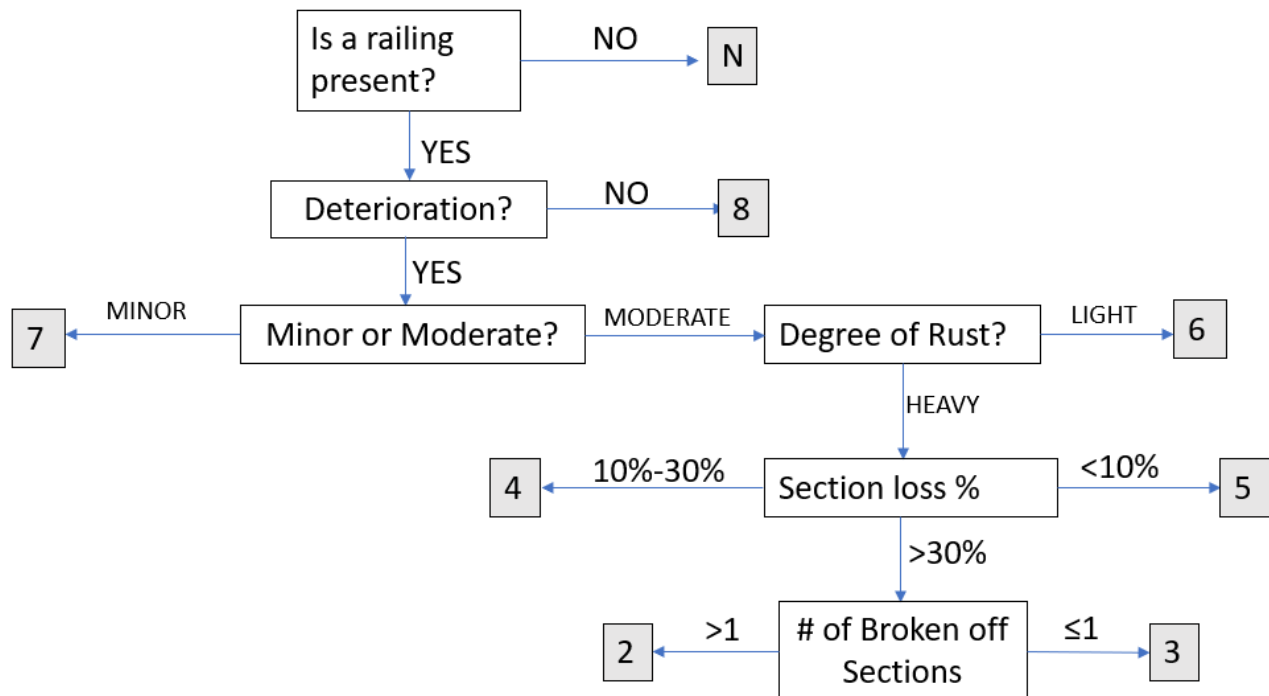 Is a railing
present?
NO
N
YES
Deterioration?
NO
8
YES
7
MINOR
Minor or Moderate?
MODERATE
Degree of Rust?
LIGHT
6
HEAVY
4
10%-30%
Section loss %
<10%
5
>30%
2
>1
# of Broken off
Sections
≤1
3